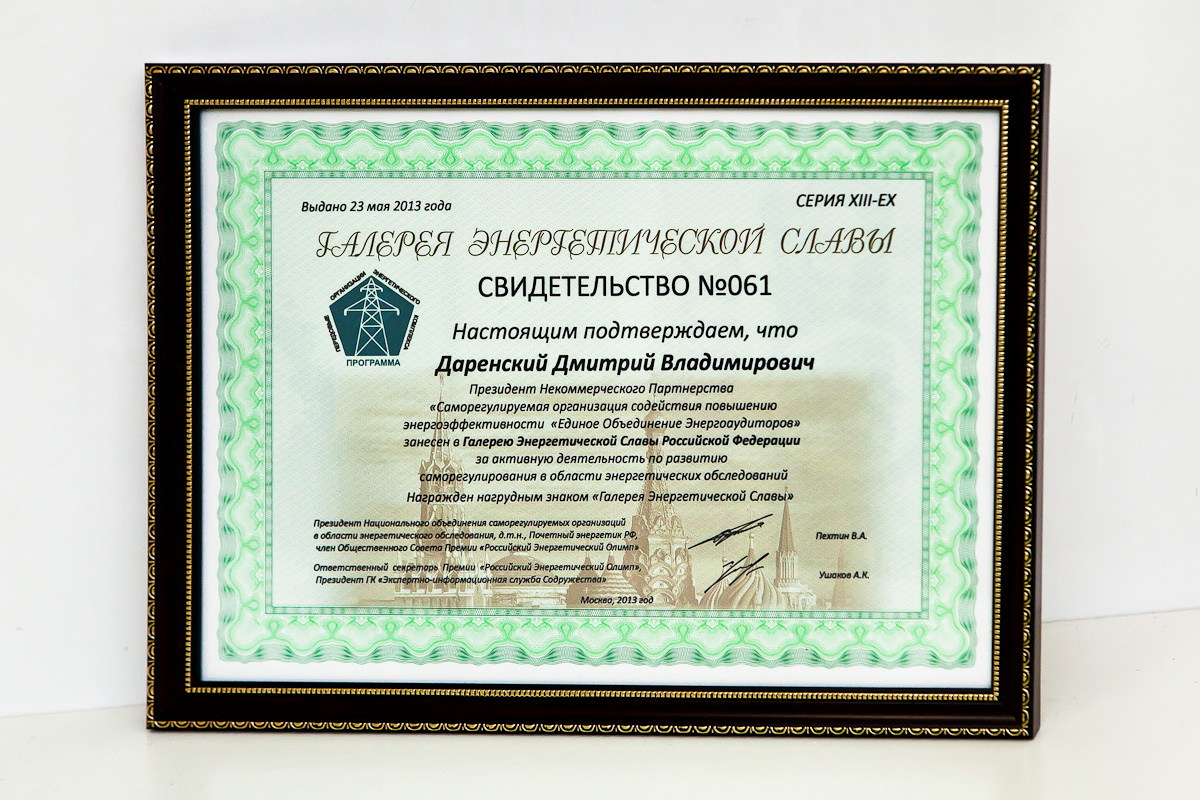 Выдано 23 мая 2013 года
СЕРИЯ XIII-EX
ГАЛЕРЕЯ ЭНЕРГЕТИЧЕСКОЙ СЛАВЫ
СВИДЕТЕЛЬСТВО №061
ОРГАНИЗАЦИИ ЭНЕРГЕТИЧЕСКОГО КОМПЛЕКСА
ПРОГРАММА
Настоящим подтверждаем, что
Даренский Дмитрий Владимирович
Президент Некоммерческого Партнерства
«Саморегулируемая организация содействия повышению
энергоэффективности «Единое Объединение Энергоаудиторов»
занесен в Галерею Энергетической Славы Российской Федерации
за активную деятельность по развитию
саморегулирования в области энергетических обследований
Награжден нагрудным знаком «Галерея Энергетической Славы»
Президент Национального объединения саморегулируемых организаций
в области энергетического обследования, д.т.н., Почетный энергетик РФ,
член Общественного Совета Премии «Российский Энергетический Олимп»
Пехтин В.А.
Ответственный секретарь Премии «Российский Энергетический Олимп»,
Президент ГК «Экспертно-информационная служба Содружества»
Ушаков А.К.
Москва, 2013 год